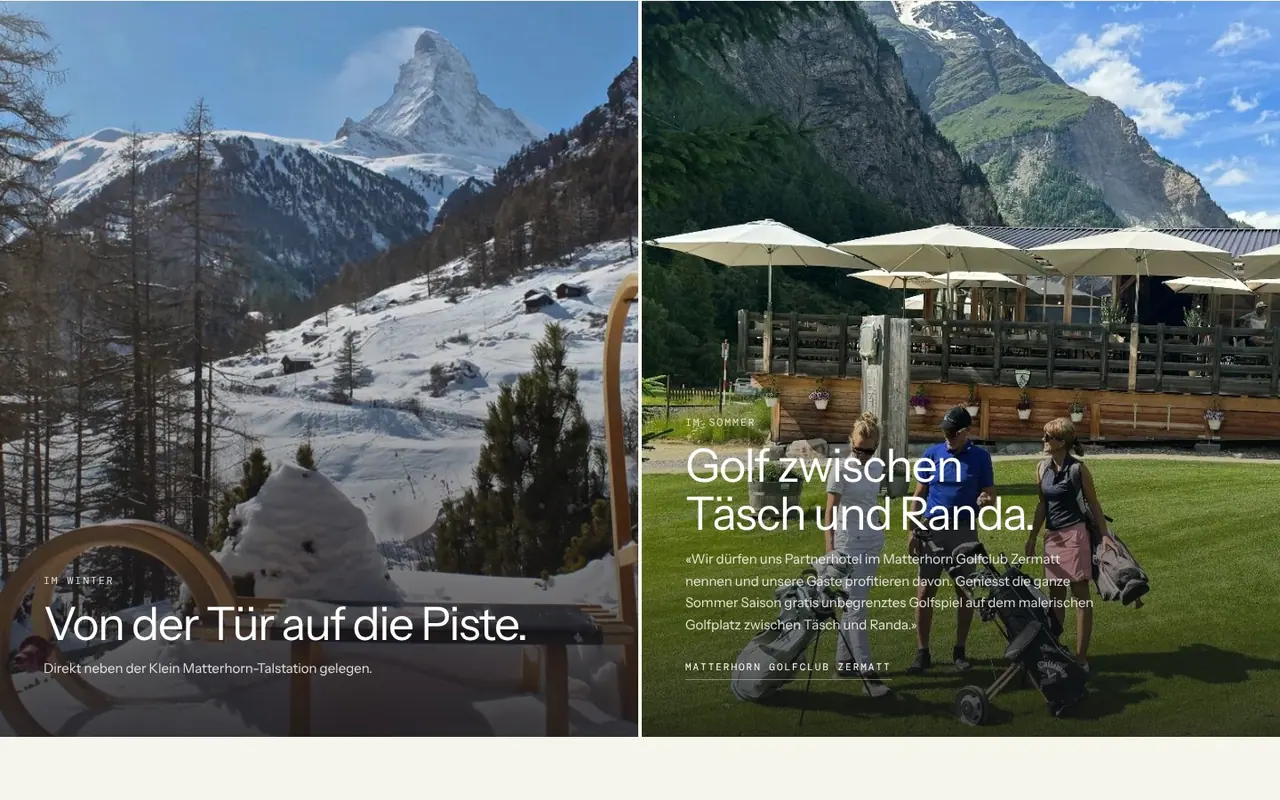 IM WINTER
Von der Tür auf die Piste.
Direkt neben der Klein Matterhorn-Talstation gelegen.
IM SOMMER
Golf zwischen
Täsch und Randa.
«Wir dürfen uns Partnerhotel im Matterhorn Golfclub Zermatt
nennen und unsere Gäste profitieren davon. Geniesst die ganze
Sommer Saison gratis unbegrenztes Golfspiel auf dem malerischen
Golfplatz zwischen Täsch und Randa.»
MATTERHORN GOLFCLUB ZERMATT